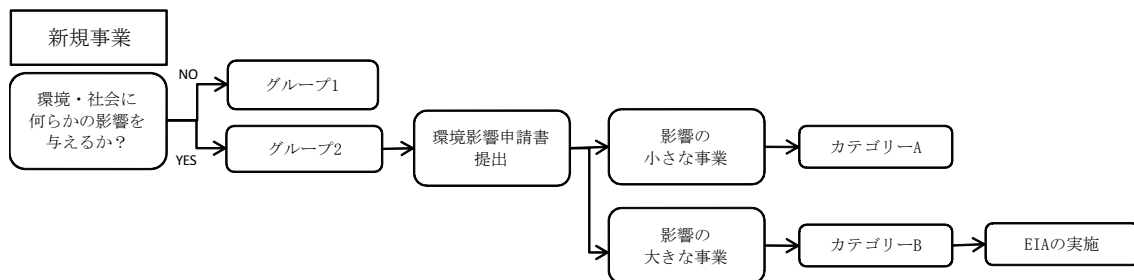 新規事業
環境・社会に
何らかの影響を
与えるか？
NO
YES
グループ1
グループ2
環境影響申請書
提出
影響の
小さな事業
カテゴリーA
影響の
大きな事業
カテゴリーB
EIAの実施